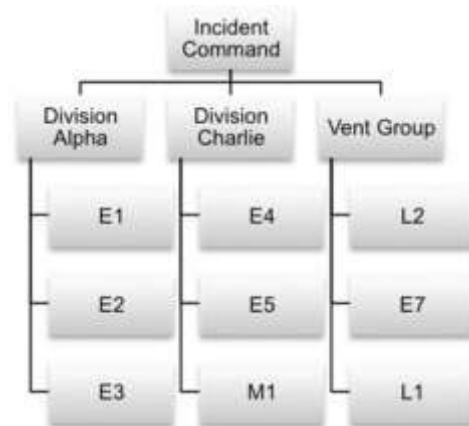 Incident
Command
Division
Alpha
Division
Charlie
Vent Group
E1
E4
L2
E2
E5
E7
E3
M1
L1